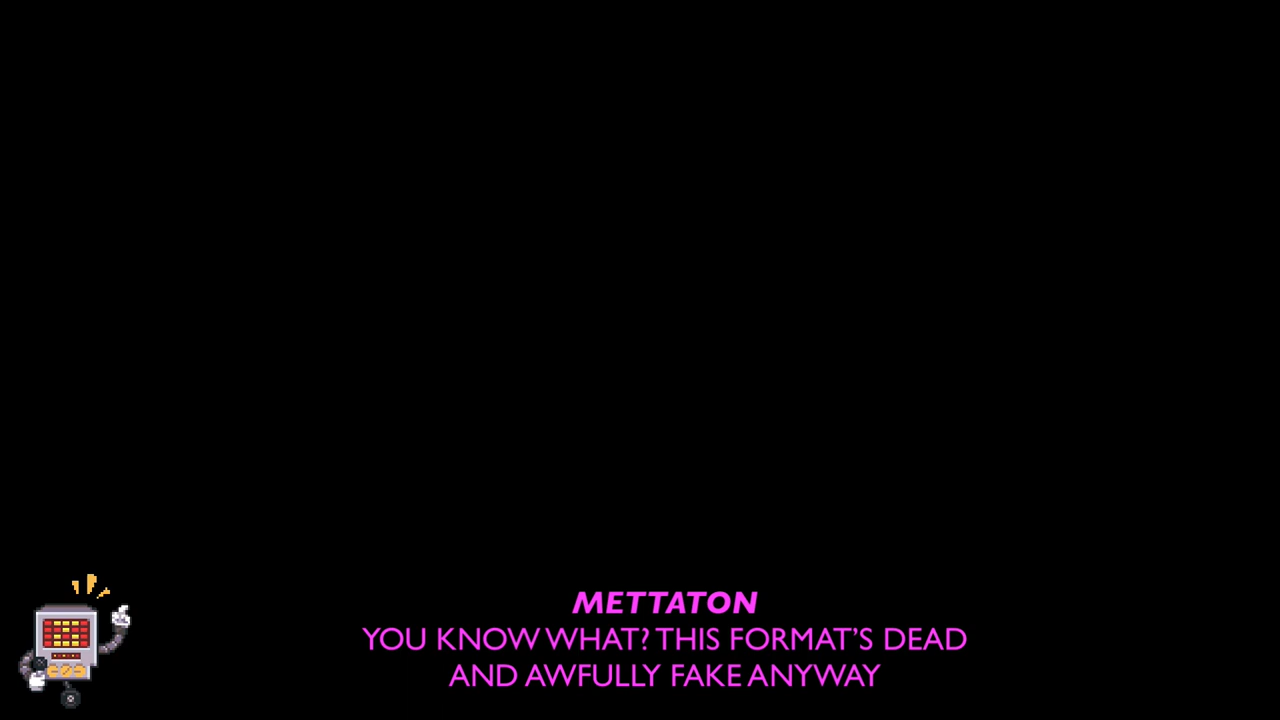 METTATON
YOU KNOW WHAT? THIS FORMAT'S DEAD
AND AWFULLY FAKE ANYWAY